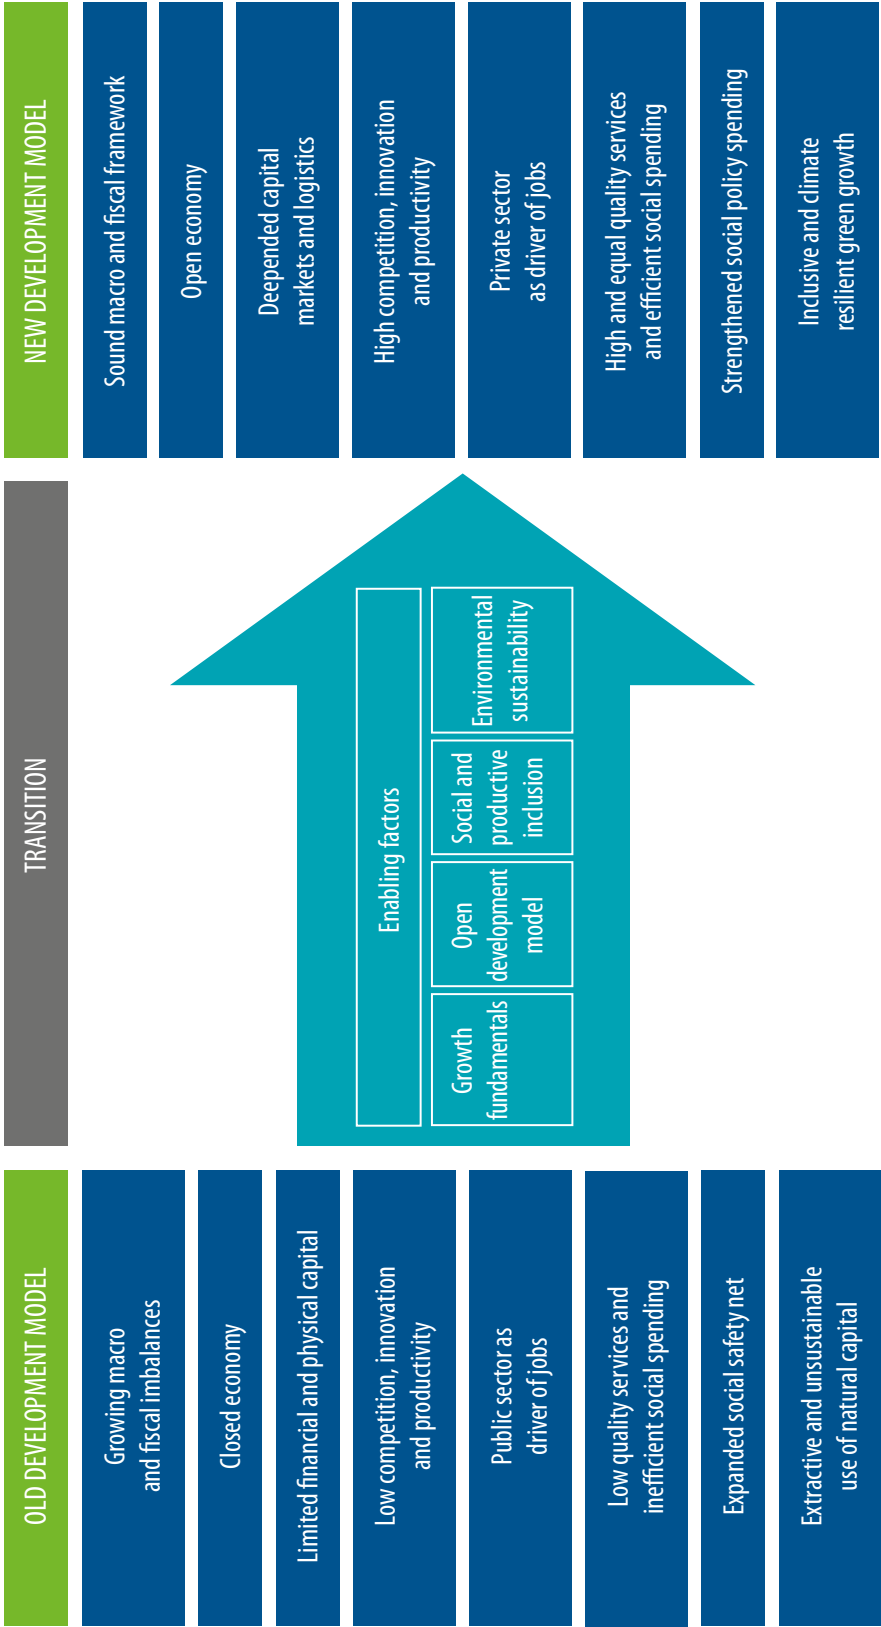 OLD DEVELOPMENT MODEL
Growing macro
and fiscal imbalances
Closed economy
Limited financial and physical capital
Low competition, innovation
and productivity
Public sector as
driver of jobs
Low quality services and
inefficient social spending
Expanded social safety net
Extractive and unsustainable
use of natural capital
TRANSITION
Enabling factors
Growth
fundamentals
Open
development
model
Social and
productive
inclusion
Environmental
sustainability
NEW DEVELOPMENT MODEL
Sound macro and fiscal framework
Open economy
Deepended capital
markets and logistics
High competition, innovation
and productivity
Private sector
as driver of jobs
High and equal quality services
and efficient social spending
Strengthened social policy spending
Inclusive and climate
resilient green growth